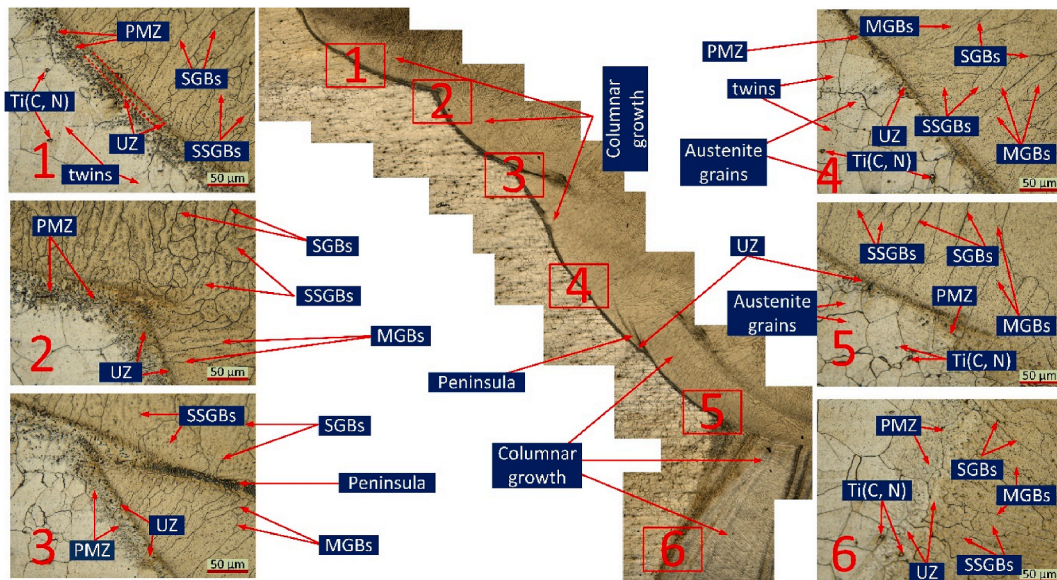 PMZ
SGBs
Ti(C, N)
UZ
SSGBs
1
twins
50 µm
PMZ
SGBs
SSGBs
MGBs
2
UZ
50 µm
SSGBs
SGBs
Peninsula
UZ
MGBs
3
PMZ
50 µm
1
2
3
4
5
6
Columnar
growth
UZ
Peninsula
Columnar
growth
MGBs
PMZ
SGBs
twins
UZ
SSGBs
Austenite
grains
Ti(C, N)
MGBs
4
50 µm
SSGBs
SGBs
Austenite
grains
PMZ
MGBs
5
Ti(C, N)
50 µm
PMZ
SGBs
Ti(C, N)
MGBs
6
UZ
SSGBs
50 µm